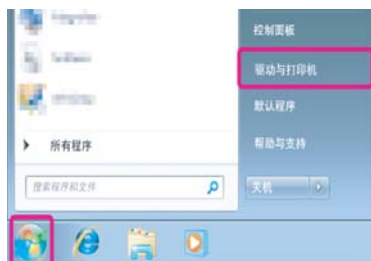 控制面板
驱动与打印机
默认程序
帮助与支持
所有程序
搜索程序和文件
关机